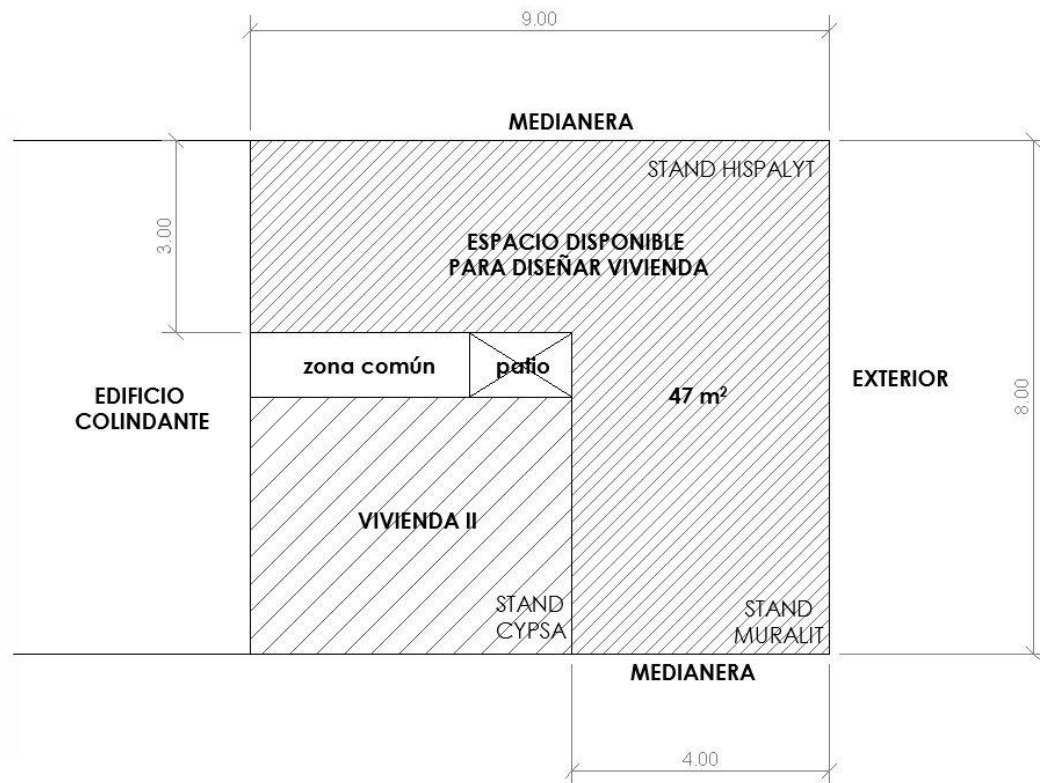 9.00
MEDIANERA
STAND HISPALYT
3.00
ESPACIO DISPONIBLE
PARA DISEÑAR VIVIENDA
zona común
patio
EDIFICIO
COLINDANTE
47 m²
EXTERIOR
8.00
VIVIENDA II
STAND
CYPSA
STAND
MURALIT
MEDIANERA
4.00